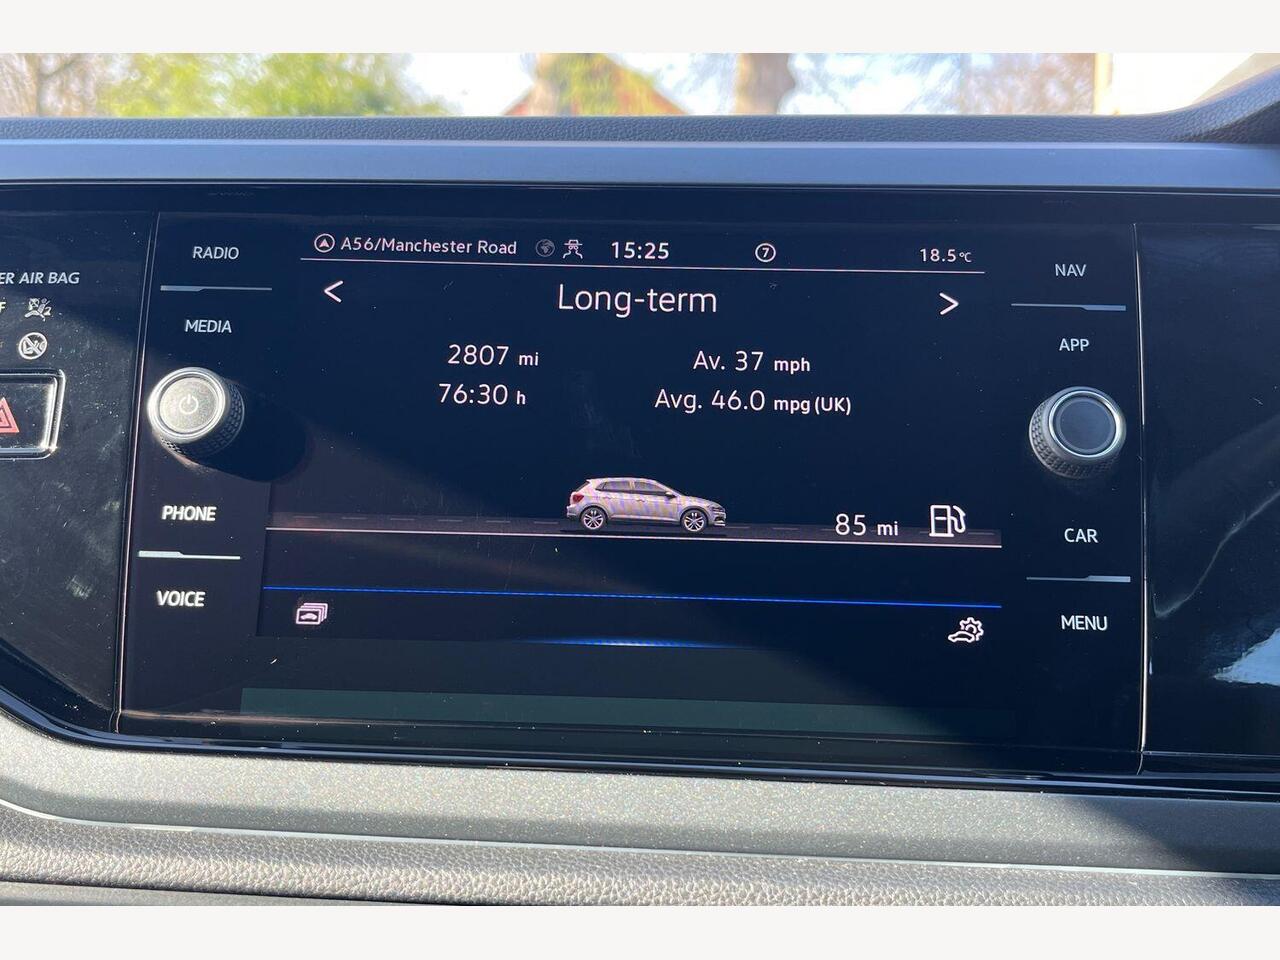 A56/Manchester Road 15:25 7 18.5°C
< Long-term >
2807 mi Av. 37 mph
76:30 h Avg. 46.0 mpg (UK)
85 mi
RADIO
MEDIA
PHONE
VOICE
NAV
APP
CAR
MENU
ER AIR BAG